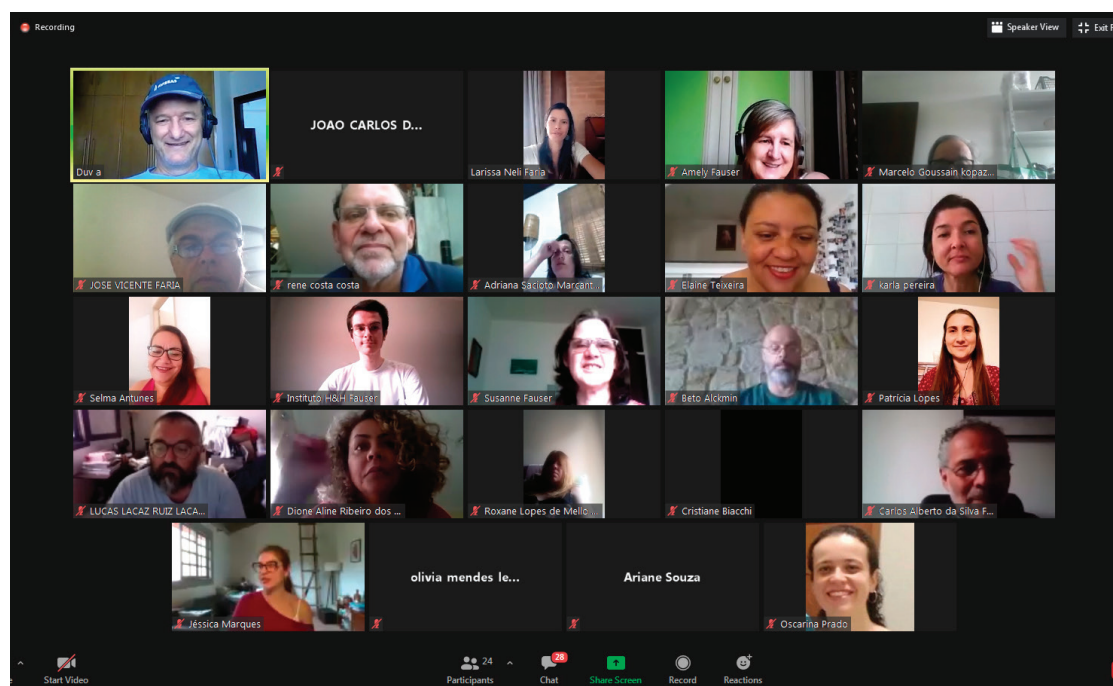 Recording
Speaker View
Exit F
Duv a
JOAO CARLOS D...
Larissa Neli Faria
Amely Fauser
Marcelo Goussain kopaz...
JOSE VICENTE FARIA
rene costa costa
Adriana Sacioto Marcant...
Elaine Teixeira
karla pereira
Selma Antunes
Instituto H&H Fauser
Susanne Fauser
Beto Alckmin
Patrícia Lopes
LUCAS LACAZ RUIZ LACA...
Dione Aline Ribeiro dos ...
Roxane Lopes de Mello ...
Cristiane Biacchi
Carlos Alberto da Silva F...
Jéssica Marques
olivia mendes le...
Ariane Souza
Oscarina Prado
Start Video
24
Participants
28
Chat
Share Screen
Record
Reactions